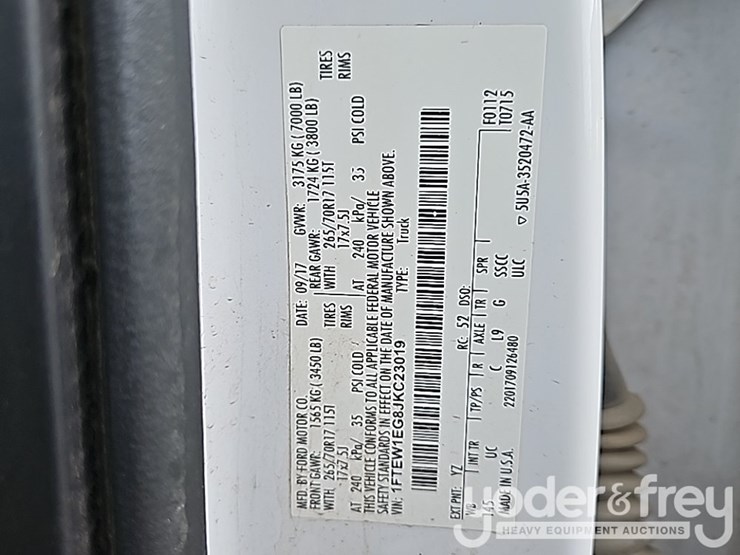 MFD. BY FORD MOTOR CO.
DATE: 09/17 GVWR: 3175 KG ( 7000 LB)
FRONT GAWR: 1565 KG ( 3450 LB) REAR GAWR: 1724 KG ( 3800 LB)
WITH 265/70R17 115T TIRES WITH 265/70R17 115T TIRES
17x7.5J RIMS 17x7.5J RIMS
AT 240 kPa/ 35 PSI COLD AT 240 kPa/ 35 PSI COLD
THIS VEHICLE CONFORMS TO ALL APPLICABLE FEDERAL MOTOR VEHICLE
SAFETY STANDARDS IN EFFECT ON THE DATE OF MANUFACTURE SHOWN ABOVE.
VIN: 1FTEW1EG8JKC23019 TYPE: Truck
EXT PNT: YZ RC: 52 DSO: F0112
WB INT TR TP/PS R AXLE TR SPR T0715
145 UC C L9 G SSCC
MADE IN U.S.A. 2201709126480 ULC ▽ 5U5A-3520472-AA
yoder&frey
HEAVY EQUIPMENT AUCTIONS